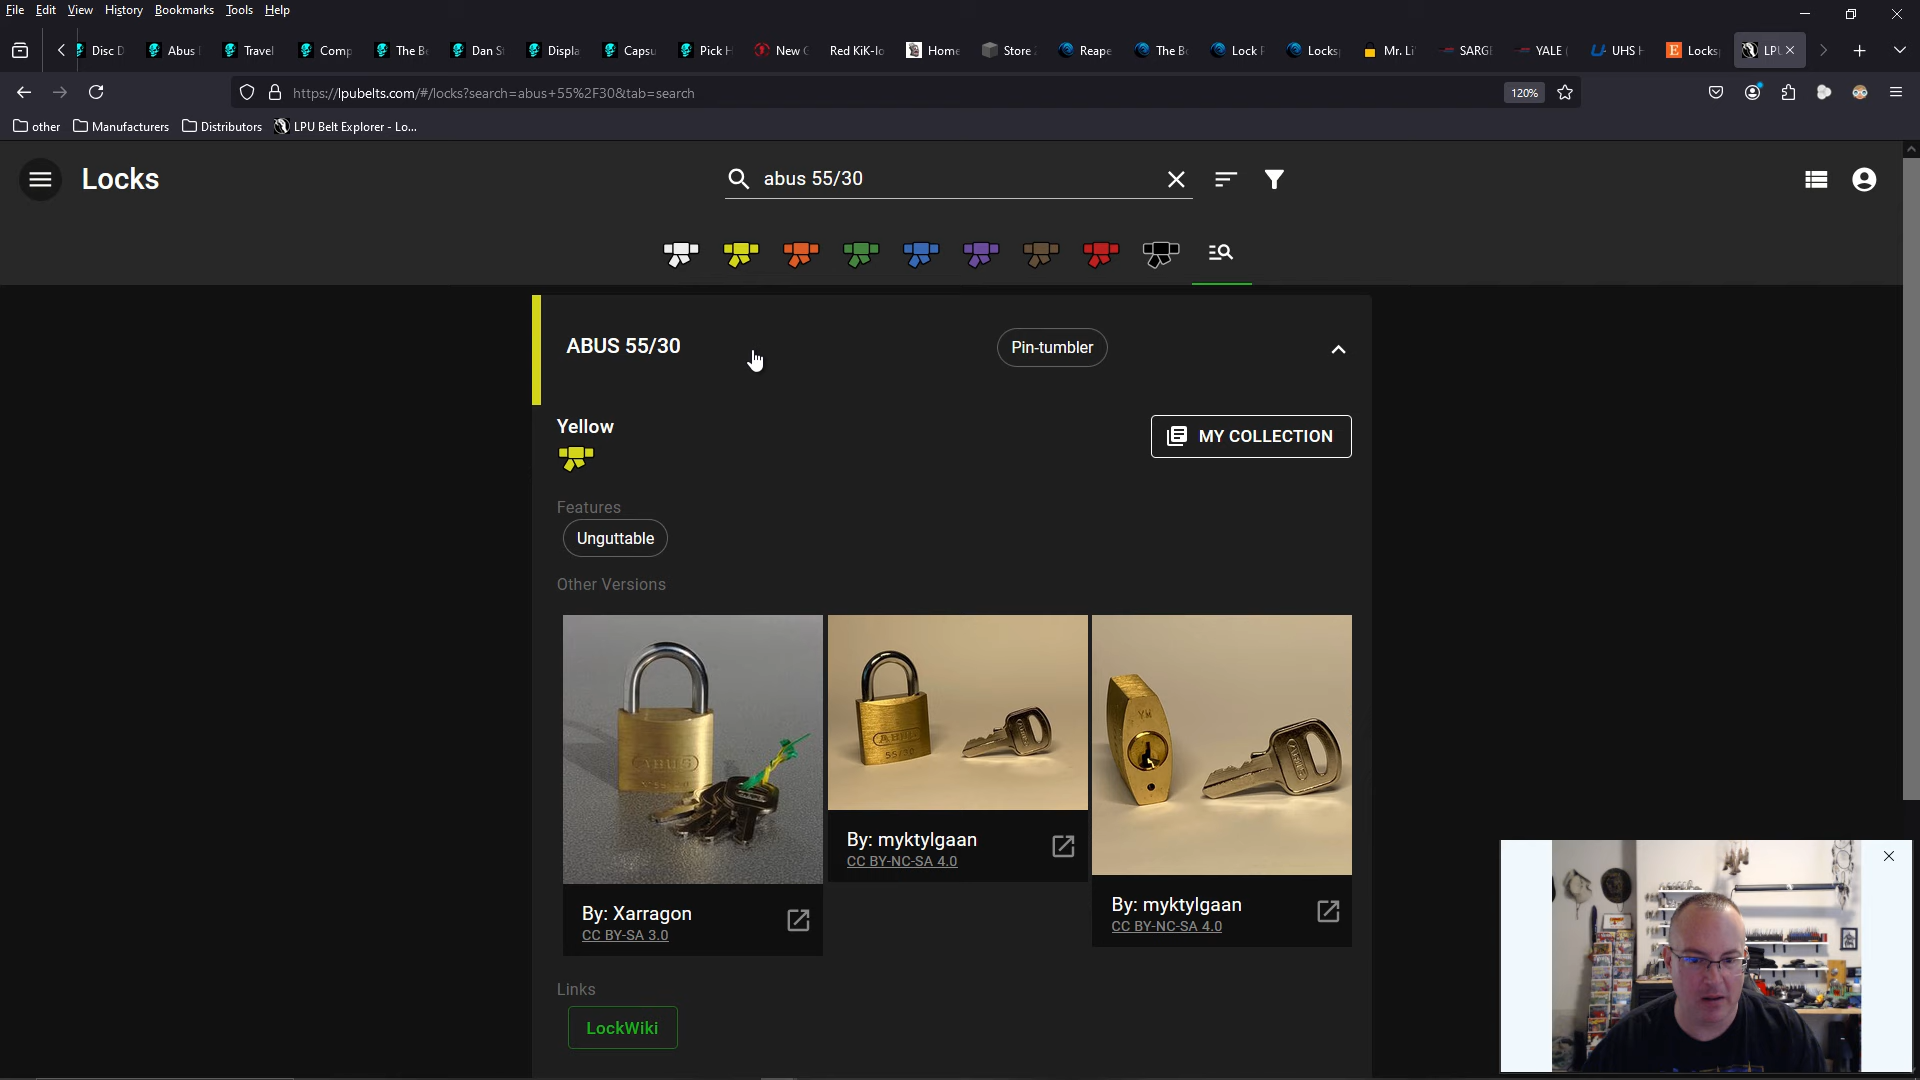 File Edit View History Bookmarks Tools Help
Disc D Abus Travel Comp The B Dan S Displa Capsu Pick H New Red KiK-lo Home Store Reape The B Lock Locks Mr. Li SARG YALE UHS Locks LPU
https://lpubelts.com/#/locks?search=abus+55%2F30&tab=search 120%
other Manufacturers Distributors LPU Belt Explorer - Lo...
Locks
abus 55/30
ABUS 55/30
Pin-tumbler
Yellow
MY COLLECTION
Features
Unguttable
Other Versions
ABUS
ABUS
55/30
By: Xarragon
CC BY-SA 3.0
By: myktylgaan
CC BY-NC-SA 4.0
By: myktylgaan
CC BY-NC-SA 4.0
Links
LockWiki